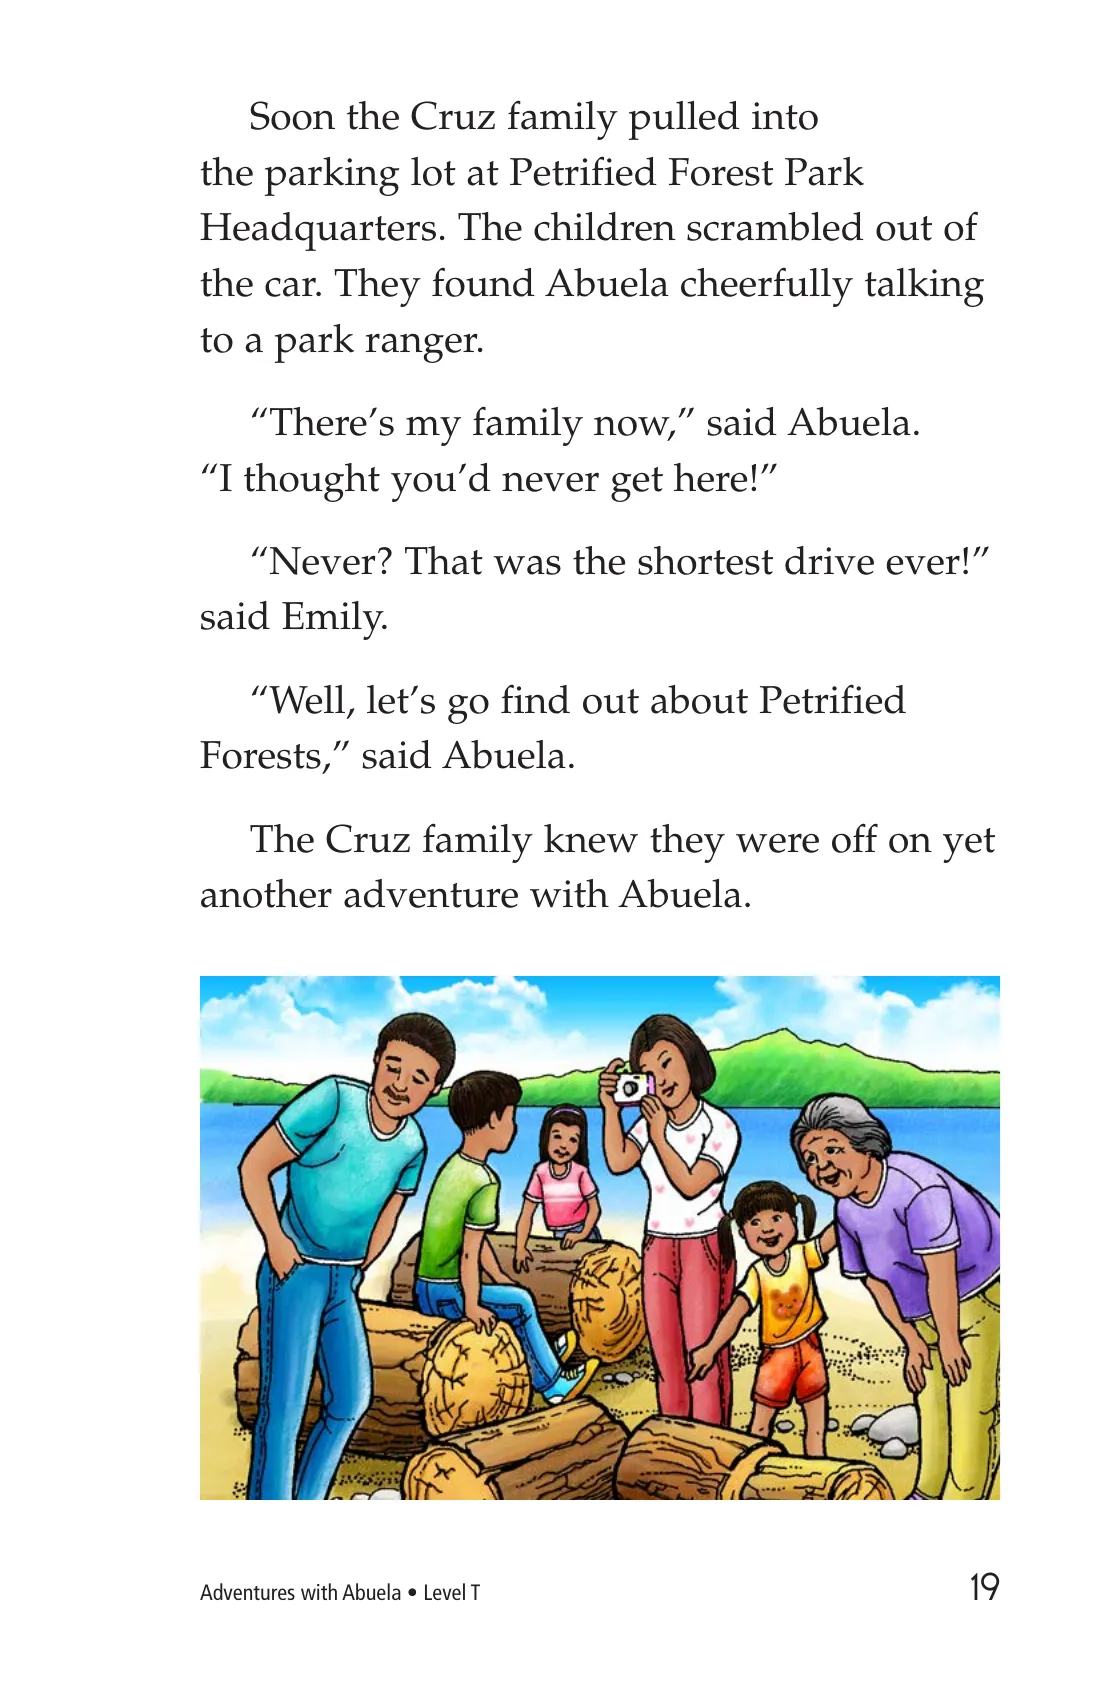 Soon the Cruz family pulled into
the parking lot at Petrified Forest Park
Headquarters. The children scrambled out of
the car. They found Abuela cheerfully talking
to a park ranger.
“There’s my family now,” said Abuela.
“I thought you’d never get here!”
“Never? That was the shortest drive ever!”
said Emily.
“Well, let’s go find out about Petrified
Forests,” said Abuela.
The Cruz family knew they were off on yet
another adventure with Abuela.
Adventures with Abuela • Level T
19